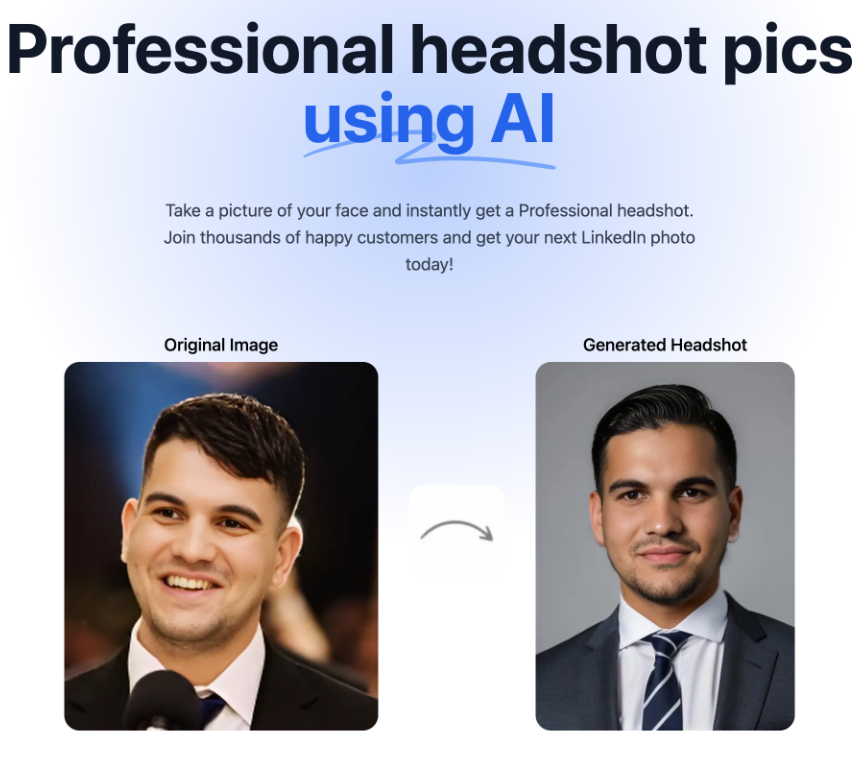 Professional headshot pics
using AI
Take a picture of your face and instantly get a Professional headshot.
Join thousands of happy customers and get your next LinkedIn photo
today!
Original Image
Generated Headshot